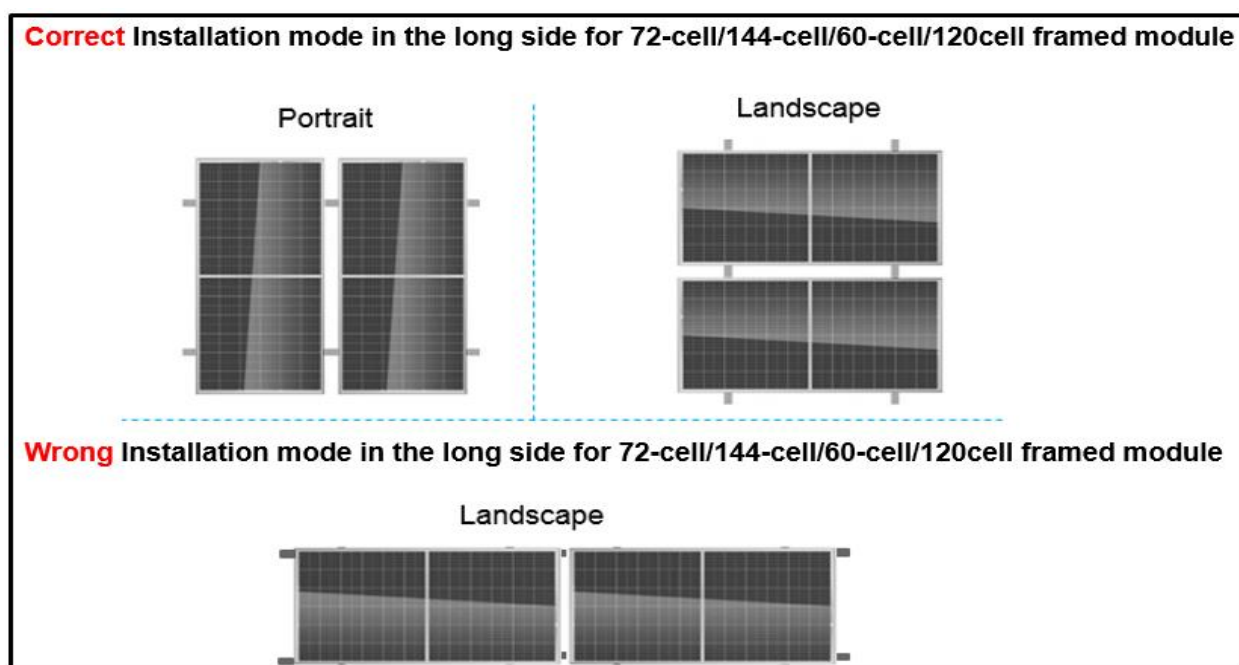 Correct Installation mode in the long side for 72-cell/144-cell/60-cell/120cell framed module
Portrait
Landscape
Wrong Installation mode in the long side for 72-cell/144-cell/60-cell/120cell framed module
Landscape